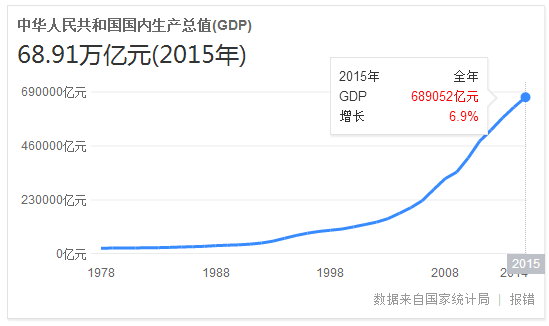 中华人民共和国国内生产总值(GDP)
68.91万亿元(2015年)
2015年 全年
GDP 689052亿元
增长 6.9%
690000亿元
460000亿元
230000亿元
0亿元
1978 1988 1998 2008 2014
2015
数据来自国家统计局 | 报错